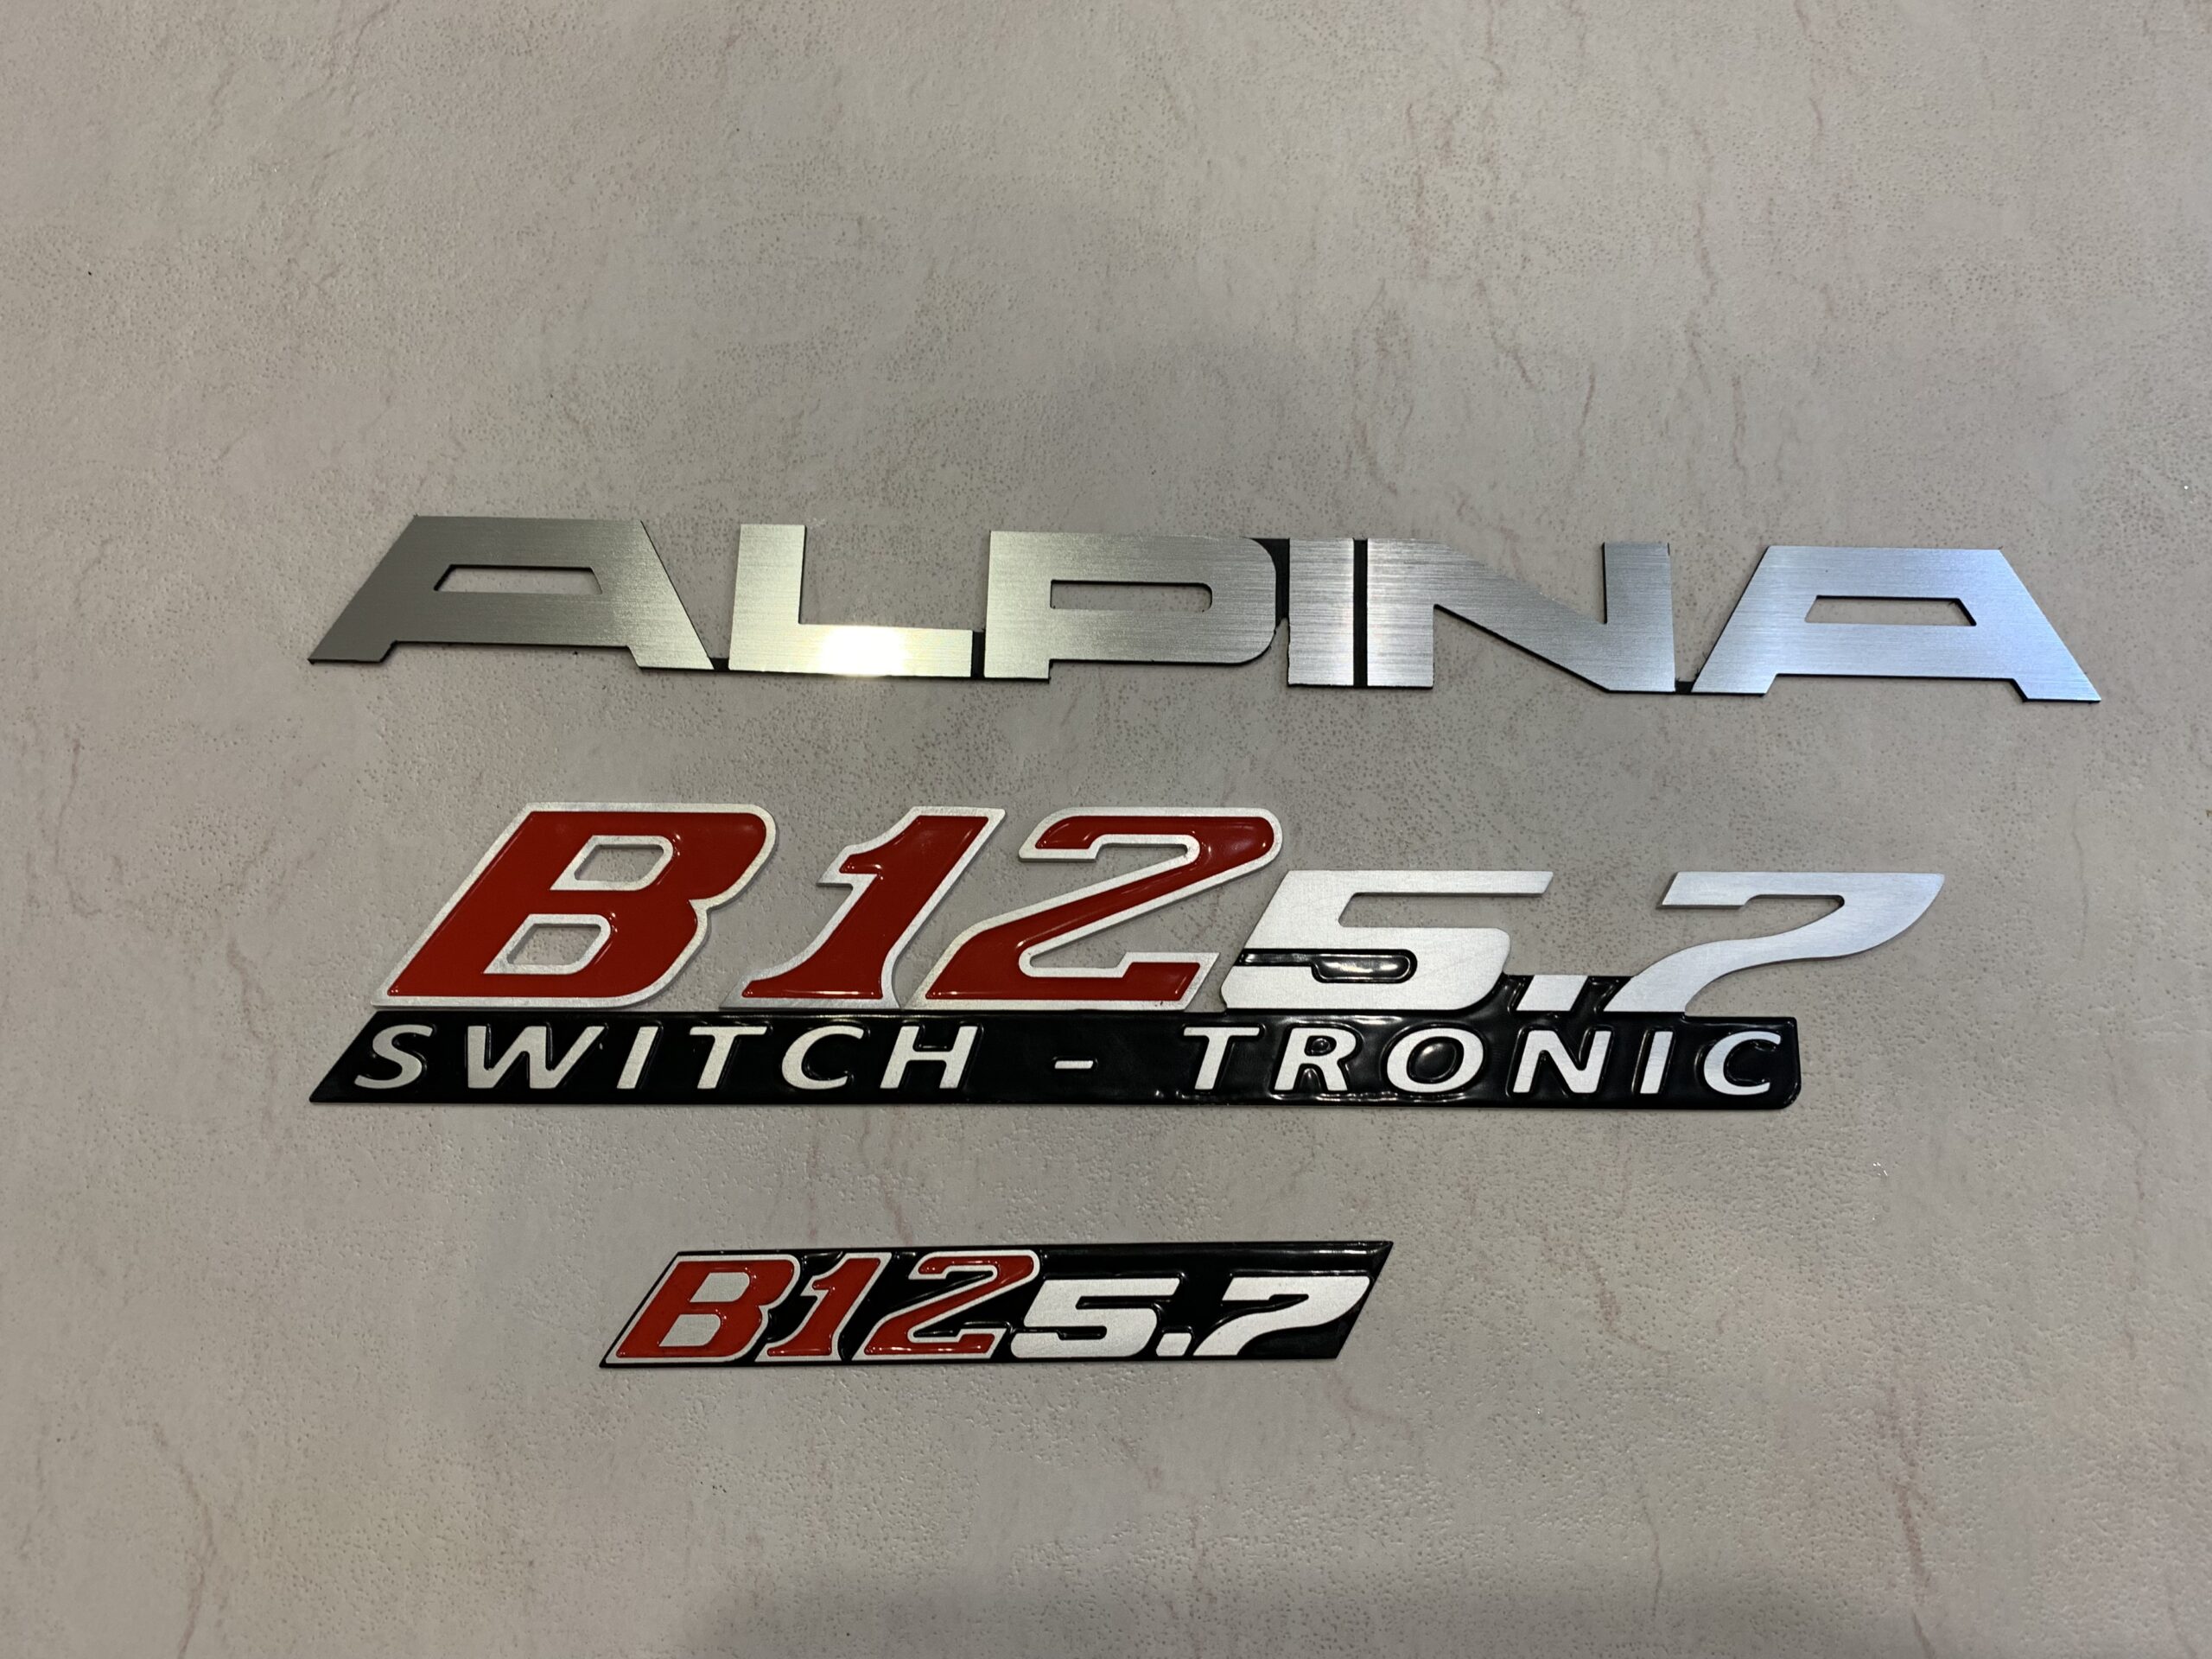 ALPINA
B12 5.7
SWITCH - TRONIC
B12 5.7